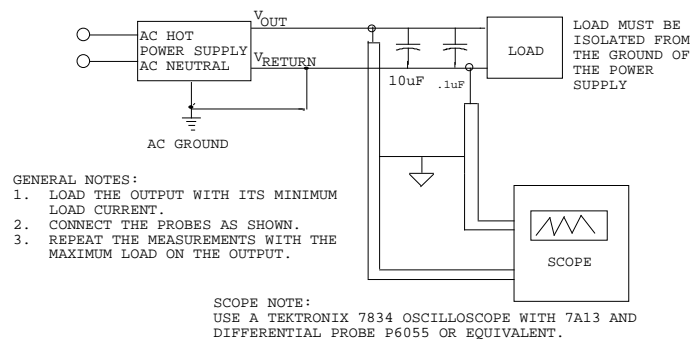 V
OUT
AC HOT
POWER SUPPLY
AC NEUTRAL
V
RETURN
10uF
.1uF
LOAD
LOAD MUST BE
ISOLATED FROM
THE GROUND OF
THE POWER
SUPPLY
AC GROUND
GENERAL NOTES:
1. LOAD THE OUTPUT WITH ITS MINIMUM
LOAD CURRENT.
2. CONNECT THE PROBES AS SHOWN.
3. REPEAT THE MEASUREMENTS WITH THE
MAXIMUM LOAD ON THE OUTPUT.
SCOPE
SCOPE NOTE:
USE A TEKTRONIX 7834 OSCILLOSCOPE WITH 7A13 AND
DIFFERENTIAL PROBE P6055 OR EQUIVALENT.